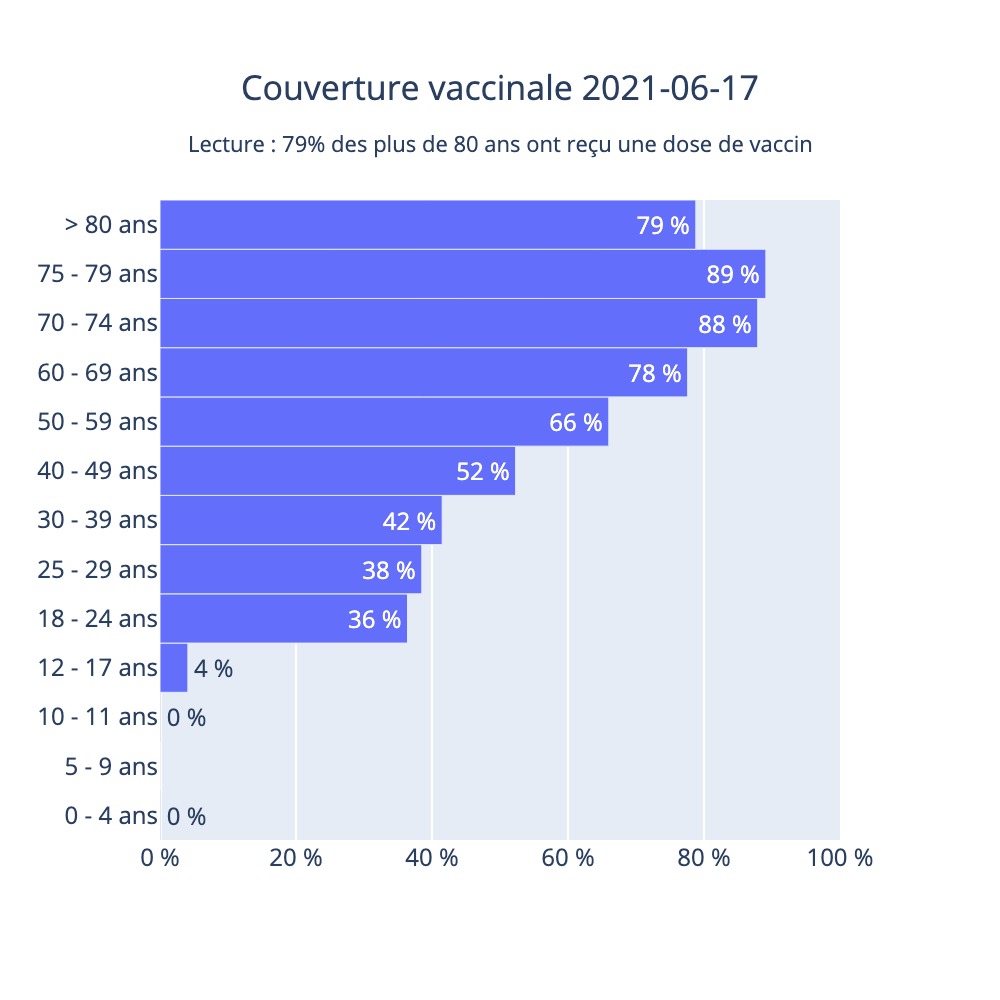 Couverture vaccinale 2021-06-17
Lecture : 79% des plus de 80 ans ont reçu une dose de vaccin
> 80 ans 79 %
75 - 79 ans 89 %
70 - 74 ans 88 %
60 - 69 ans 78 %
50 - 59 ans 66 %
40 - 49 ans 52 %
30 - 39 ans 42 %
25 - 29 ans 38 %
18 - 24 ans 36 %
12 - 17 ans 4 %
10 - 11 ans 0 %
5 - 9 ans
0 - 4 ans 0 %
0 % 20 % 40 % 60 % 80 % 100 %